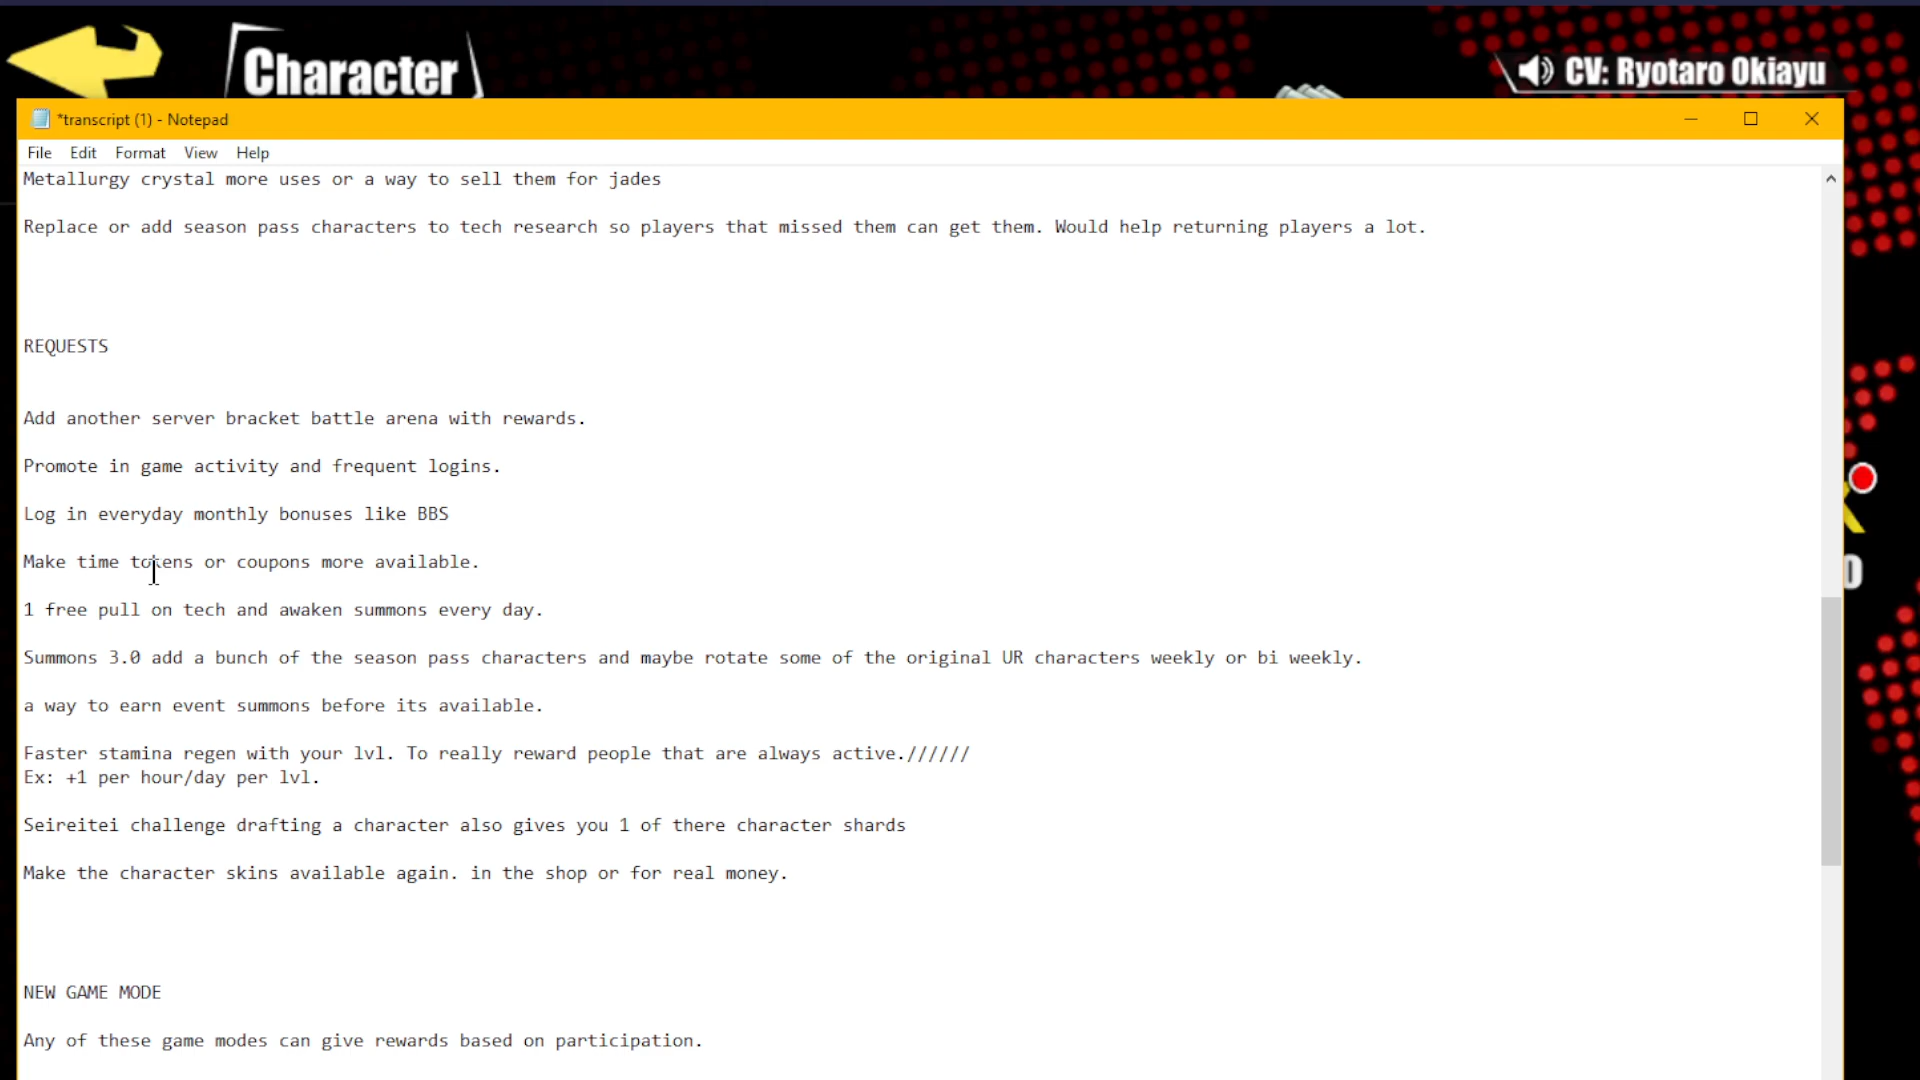 Character
CV: Ryotaro Okiayu
*transcript (1) - Notepad
File Edit Format View Help
Metallurgy crystal more uses or a way to sell them for jades
Replace or add season pass characters to tech research so players that missed them can get them. Would help returning players a lot.
REQUESTS
Add another server bracket battle arena with rewards.
Promote in game activity and frequent logins.
Log in everyday monthly bonuses like BBS
Make time tokens or coupons more available.
1 free pull on tech and awaken summons every day.
Summons 3.0 add a bunch of the season pass characters and maybe rotate some of the original UR characters weekly or bi weekly.
a way to earn event summons before its available.
Faster stamina regen with your lvl. To really reward people that are always active.//////
Ex: +1 per hour/day per lvl.
Seireitei challenge drafting a character also gives you 1 of there character shards
Make the character skins available again. in the shop or for real money.
NEW GAME MODE
Any of these game modes can give rewards based on participation.